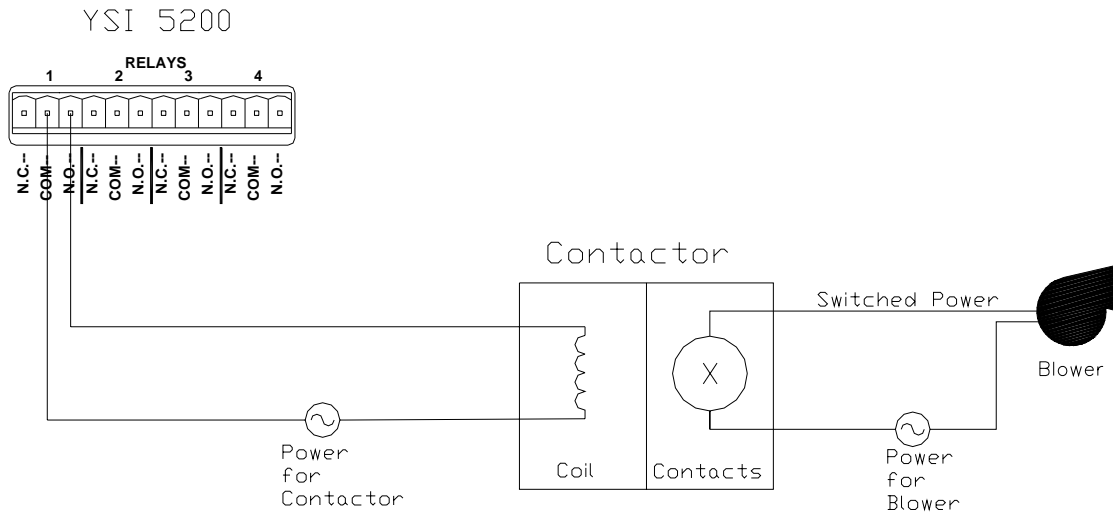 YSI 5200
RELAYS
1 2 3 4
N.C.-- COM-- N.O.-- N.C.-- COM-- N.O.-- N.C.-- COM-- N.O.-- N.C.-- COM-- N.O.--
Contactor
Switched Power
Blower
Power
for
Contactor
Coil
Contacts
X
Power
for
Blower